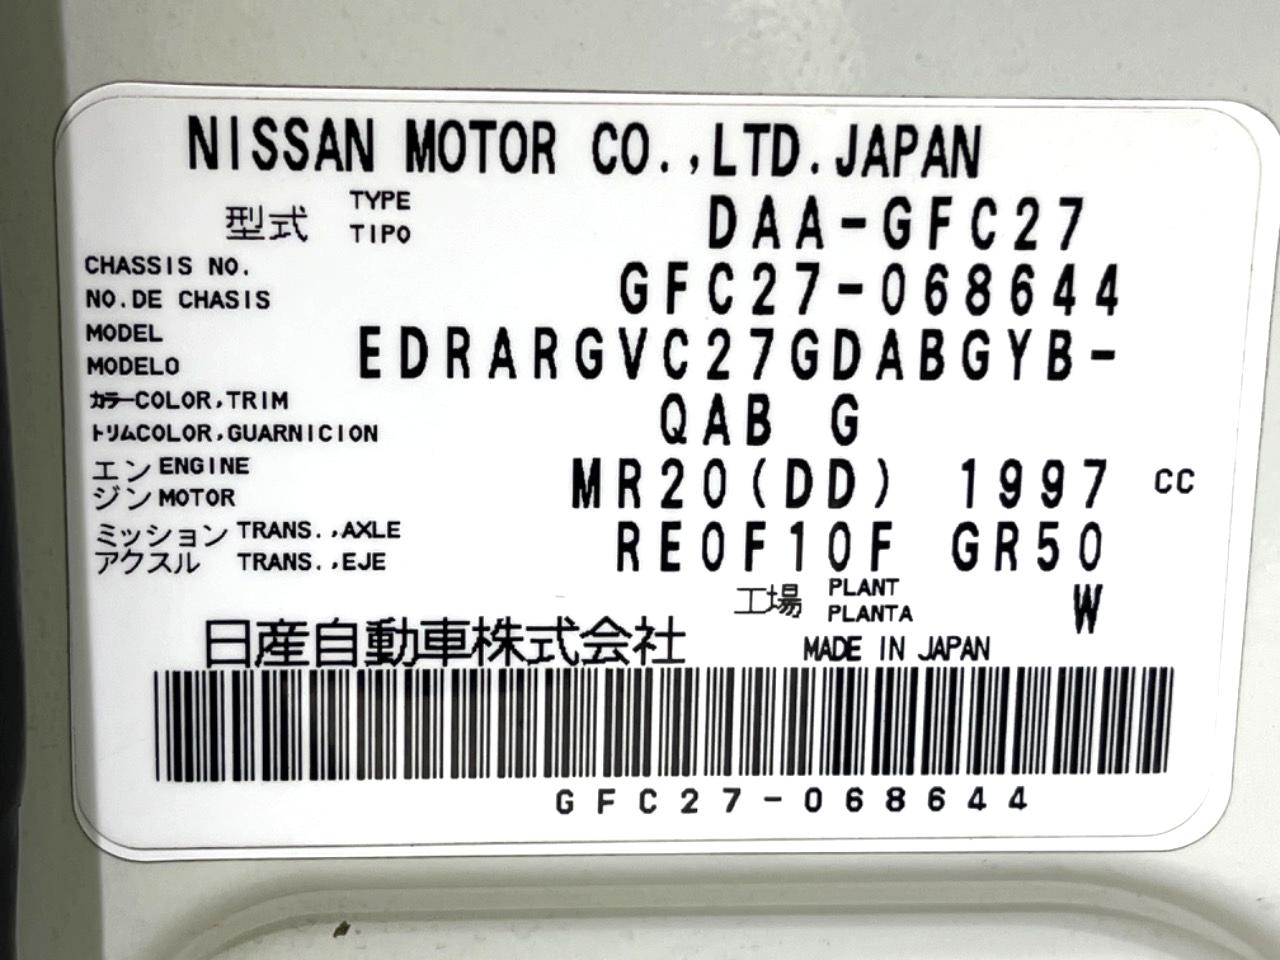 NISSAN MOTOR CO.,LTD.JAPAN
型式 TYPE TIPO DAA-GFC27
CHASSIS NO.
NO.DE CHASIS GFC27-068644
MODEL
MODELO EDRARGVC27GDABGYB-
カラーCOLOR,TRIM
トリムCOLOR,GUARNICION QAB G
エンジン ENGINE MOTOR MR20(DD) 1997 CC
ミッション TRANS.,AXLE
アクスル TRANS.,EJE RE0F10F GR50
工場 PLANT PLANTA W
日産自動車株式会社 MADE IN JAPAN
GFC27-068644